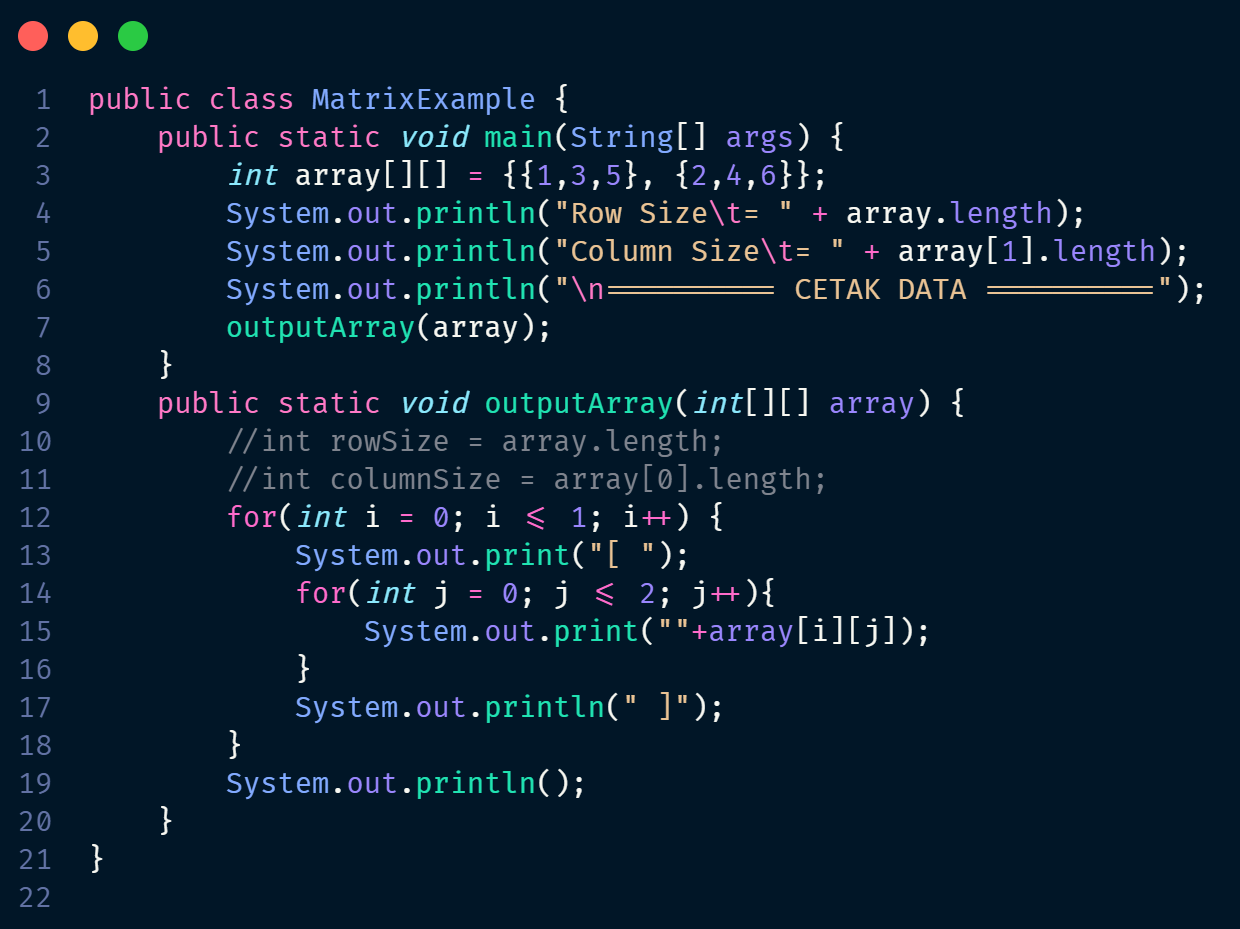 1 public class MatrixExample {
2     public static void main(String[] args) {
3         int array[][] = {{1,3,5}, {2,4,6}};
4         System.out.println("Row Size\t= " + array.length);
5         System.out.println("Column Size\t= " + array[1].length);
6         System.out.println("\n========== CETAK DATA ==========");
7         outputArray(array);
8     }
9     public static void outputArray(int[][] array) {
10         //int rowSize = array.length;
11         //int columnSize = array[0].length;
12         for(int i = 0; i <= 1; i++) {
13             System.out.print("[ ");
14             for(int j = 0; j <= 2; j++){
15                 System.out.print(""+array[i][j]);
16             }
17             System.out.println(" ]");
18         }
19         System.out.println();
20     }
21 }
22